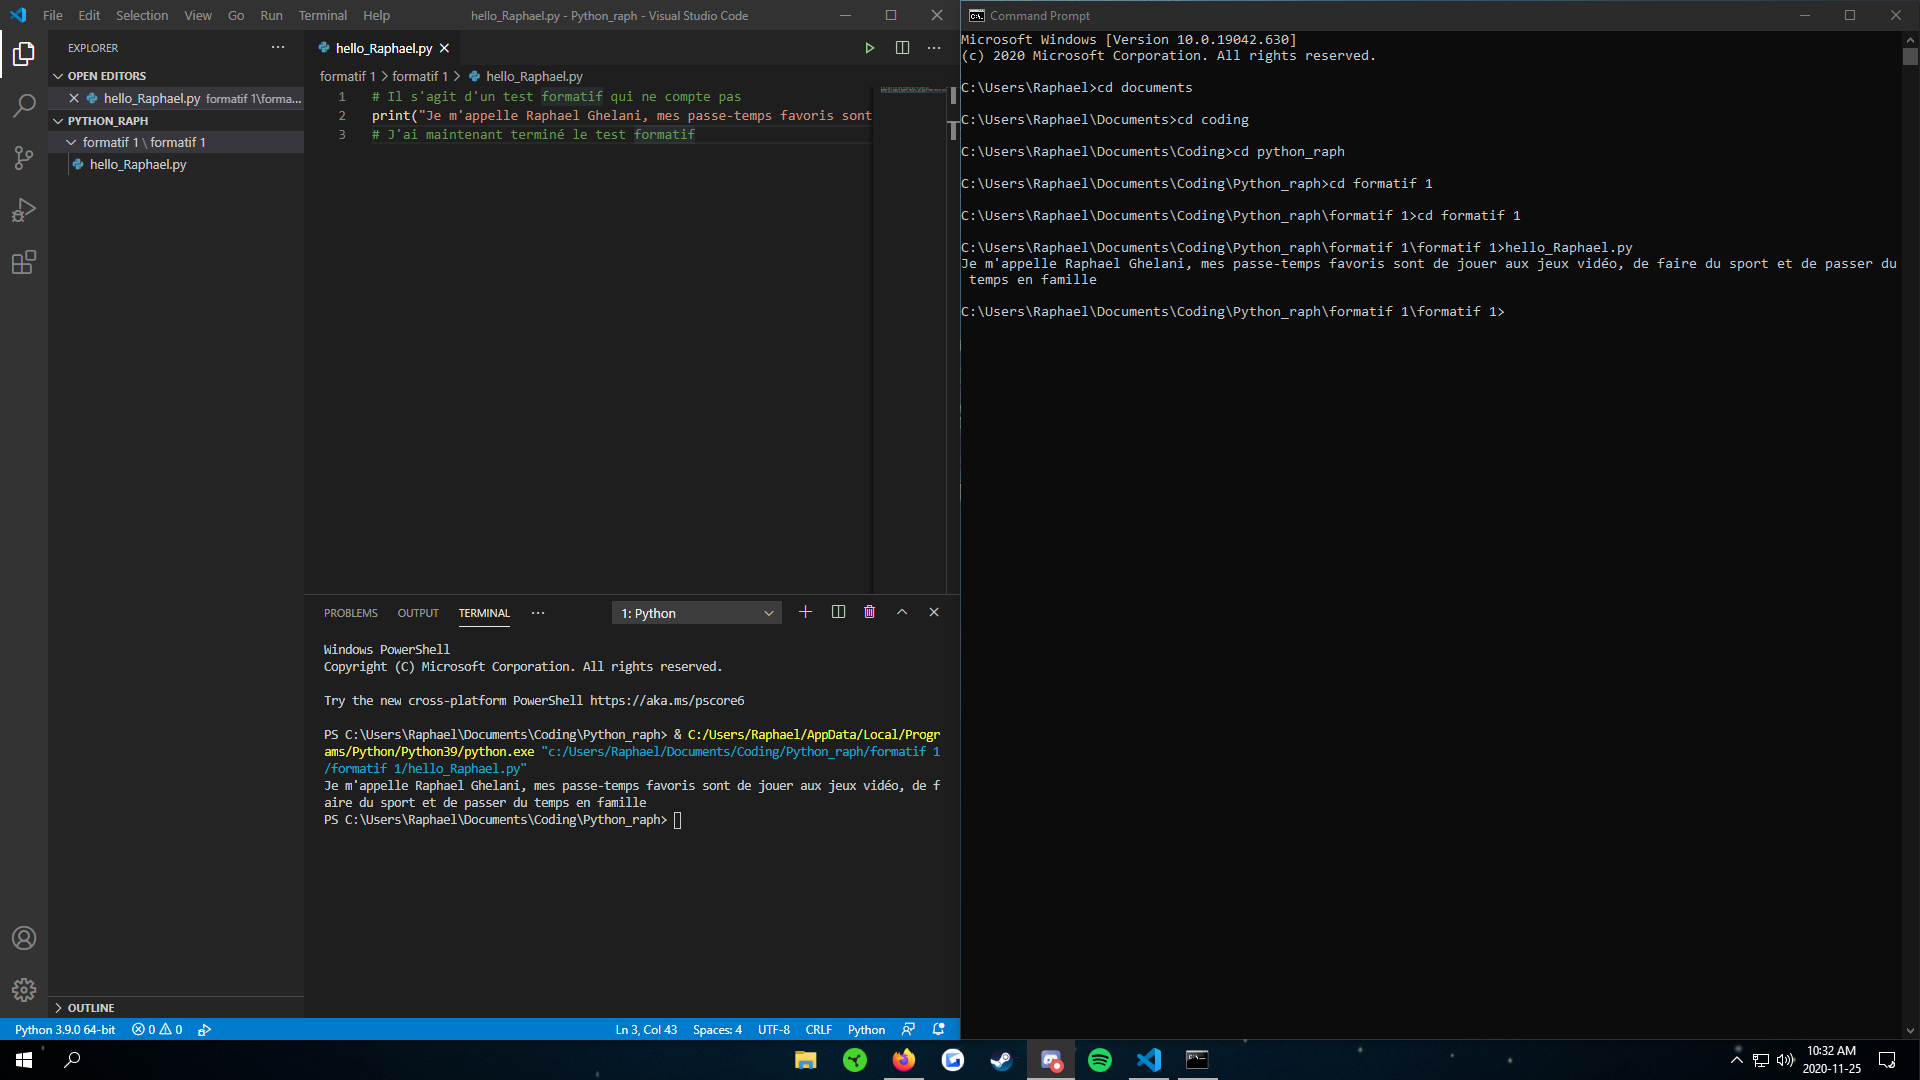 File Edit Selection View Go Run Terminal Help
hello_Raphael.py - Python_raph - Visual Studio Code
EXPLORER
OPEN EDITORS
hello_Raphael.py formatif 1\forma...
PYTHON_RAPH
formatif 1 \ formatif 1
hello_Raphael.py
hello_Raphael.py
formatif 1 > formatif 1 > hello_Raphael.py
1 # Il s'agit d'un test formatif qui ne compte pas
2 print("Je m'appelle Raphael Ghelani, mes passe-temps favoris sont
3 # J'ai maintenant terminé le test formatif
PROBLEMS OUTPUT TERMINAL
1: Python
Windows PowerShell
Copyright (C) Microsoft Corporation. All rights reserved.
Try the new cross-platform PowerShell https://aka.ms/pscore6
PS C:\Users\Raphael\Documents\Coding\Python_raph> & C:/Users/Raphael/AppData/Local/Progr
ams/Python/Python39/python.exe "c:/Users/Raphael/Documents/Coding/Python_raph/formatif 1
/formatif 1/hello_Raphael.py"
Je m'appelle Raphael Ghelani, mes passe-temps favoris sont de jouer aux jeux vidéo, de f
aire du sport et de passer du temps en famille
PS C:\Users\Raphael\Documents\Coding\Python_raph>
OUTLINE
Python 3.9.0 64-bit 0 0
Ln 3, Col 43 Spaces: 4 UTF-8 CRLF Python
Command Prompt
Microsoft Windows [Version 10.0.19042.630]
(c) 2020 Microsoft Corporation. All rights reserved.
C:\Users\Raphael>cd documents
C:\Users\Raphael\Documents>cd coding
C:\Users\Raphael\Documents\Coding>cd python_raph
C:\Users\Raphael\Documents\Coding\Python_raph>cd formatif 1
C:\Users\Raphael\Documents\Coding\Python_raph\formatif 1>cd formatif 1
C:\Users\Raphael\Documents\Coding\Python_raph\formatif 1\formatif 1>hello_Raphael.py
Je m'appelle Raphael Ghelani, mes passe-temps favoris sont de jouer aux jeux vidéo, de faire du sport et de passer du
temps en famille
C:\Users\Raphael\Documents\Coding\Python_raph\formatif 1\formatif 1>
10:32 AM
2020-11-25